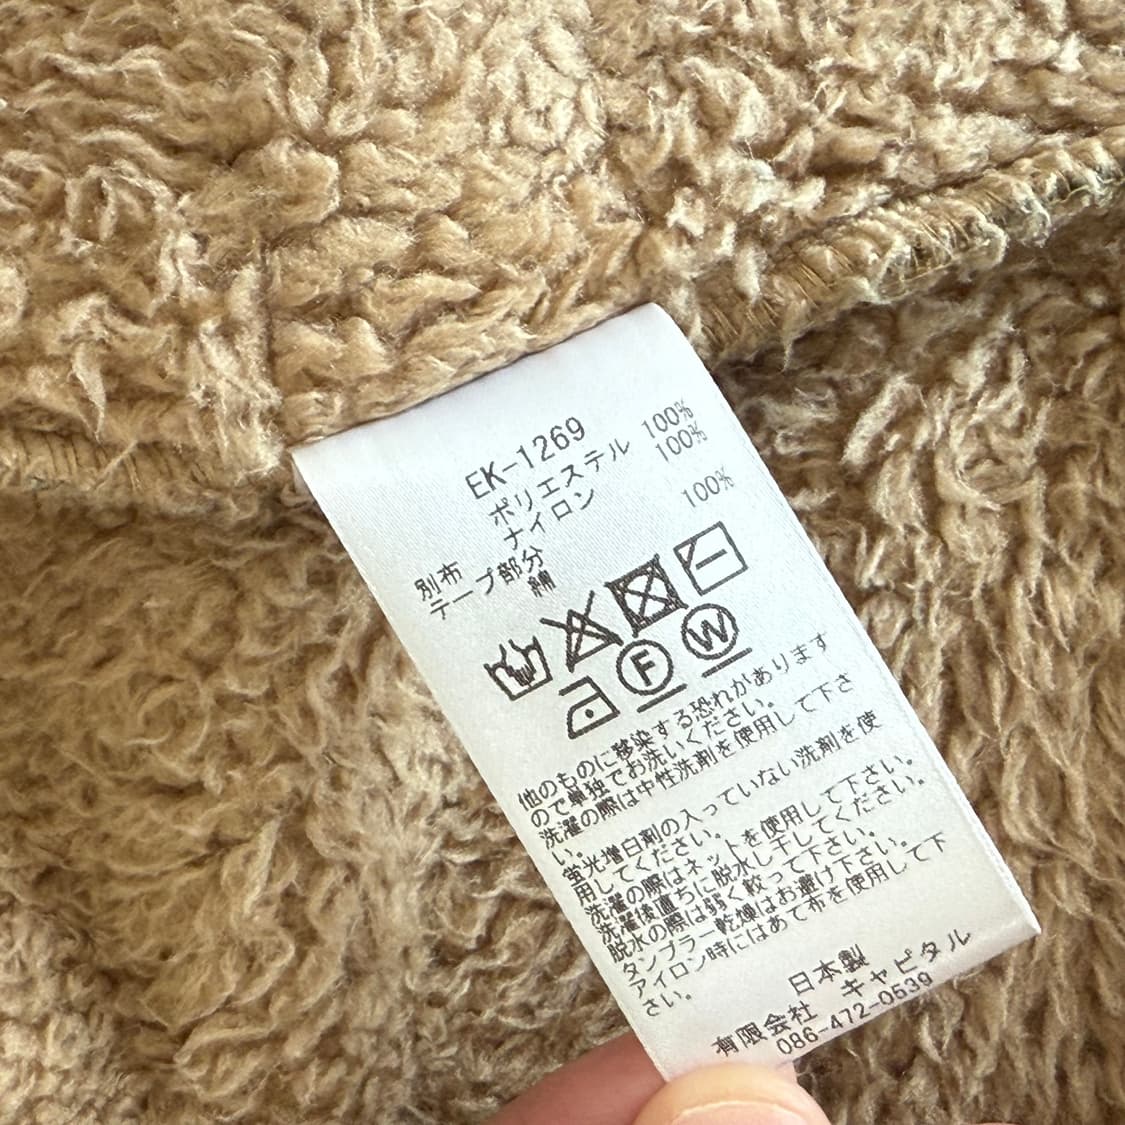 EK-1269
ポリエステル 100%
別布 ナイロン 100%
テープ部分
綿 100%
F W
他のものに移染する恐れがあります
ので単独でお洗いください。
洗濯の際は中性洗剤を使用して下さ
い。
蛍光増白剤の入っていない洗剤を使
用してください。
洗濯の際はネットを使用して下さい。
洗濯後直ちに脱水し干してください。
脱水の際は弱く絞って下さい。
タンブラー乾燥はお避け下さい。
アイロン時にはあて布を使用して下
さい。
日本製
有限会社 キャピタル
086-472-0539